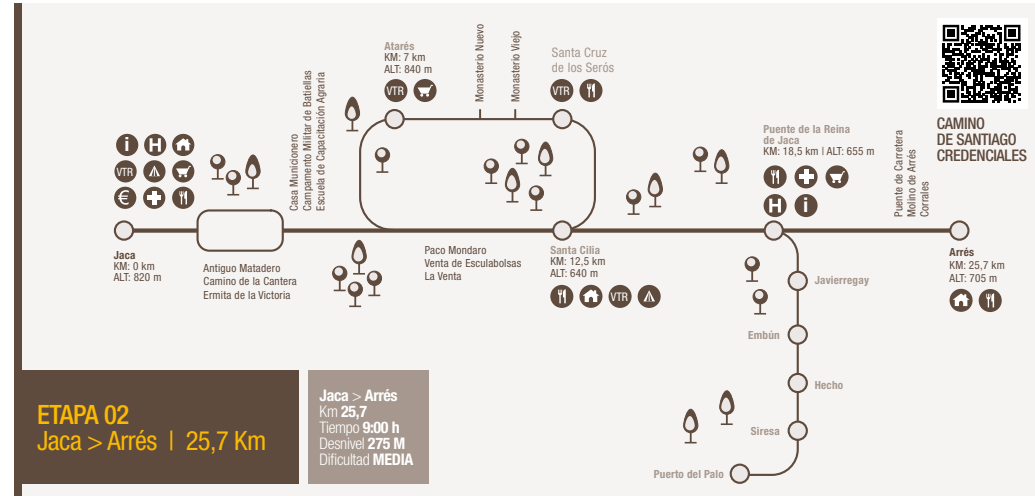 Atarés
KM: 7 km
ALT: 840 m
VTR
Monasterio Nuevo
Monasterio Viejo
Santa Cruz
de los Serós
VTR
CAMINO
DE SANTIAGO
CREDENCIALES
i H
VTR
€
Casa Municionero
Campamento Militar de Batiellas
Escuela de Capacitación Agraria
Puente de la Reina
de Jaca
KM: 18,5 km | ALT: 655 m
H i
Puente de Carretera
Molino de Arrés
Corrales
Jaca
KM: 0 km
ALT: 820 m
Antiguo Matadero
Camino de la Cantera
Ermita de la Victoria
Paco Mondaro
Venta de Esculabolsas
La Venta
Santa Cilia
KM: 12,5 km
ALT: 640 m
VTR
Arrés
KM: 25,7 km
ALT: 705 m
Javierregay
Embún
Hecho
Siresa
Puerto del Palo
ETAPA 02
Jaca > Arrés | 25,7 Km
Jaca > Arrés
Km 25,7
Tiempo 9:00 h
Desnivel 275 M
Dificultad MEDIA